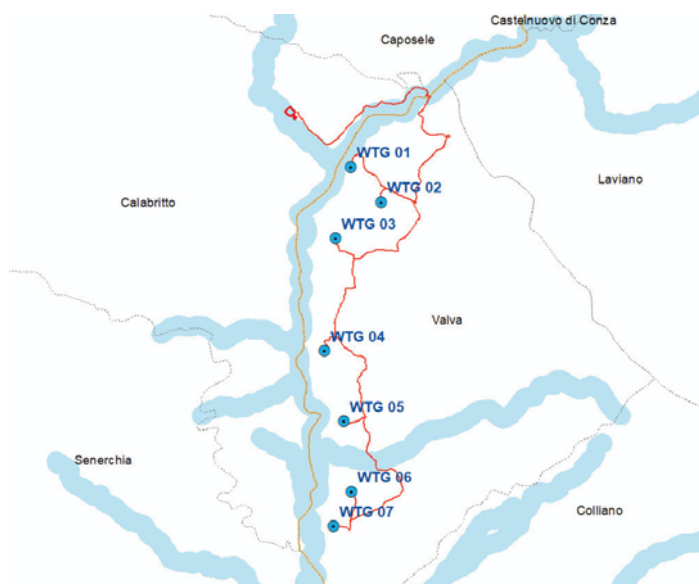 Castelnuovo di Conza
Caposele
WTG 01
Laviano
WTG 02
Calabritto
WTG 03
Valva
WTG 04
WTG 05
Senerchia
WTG 06
Colliano
WTG 07